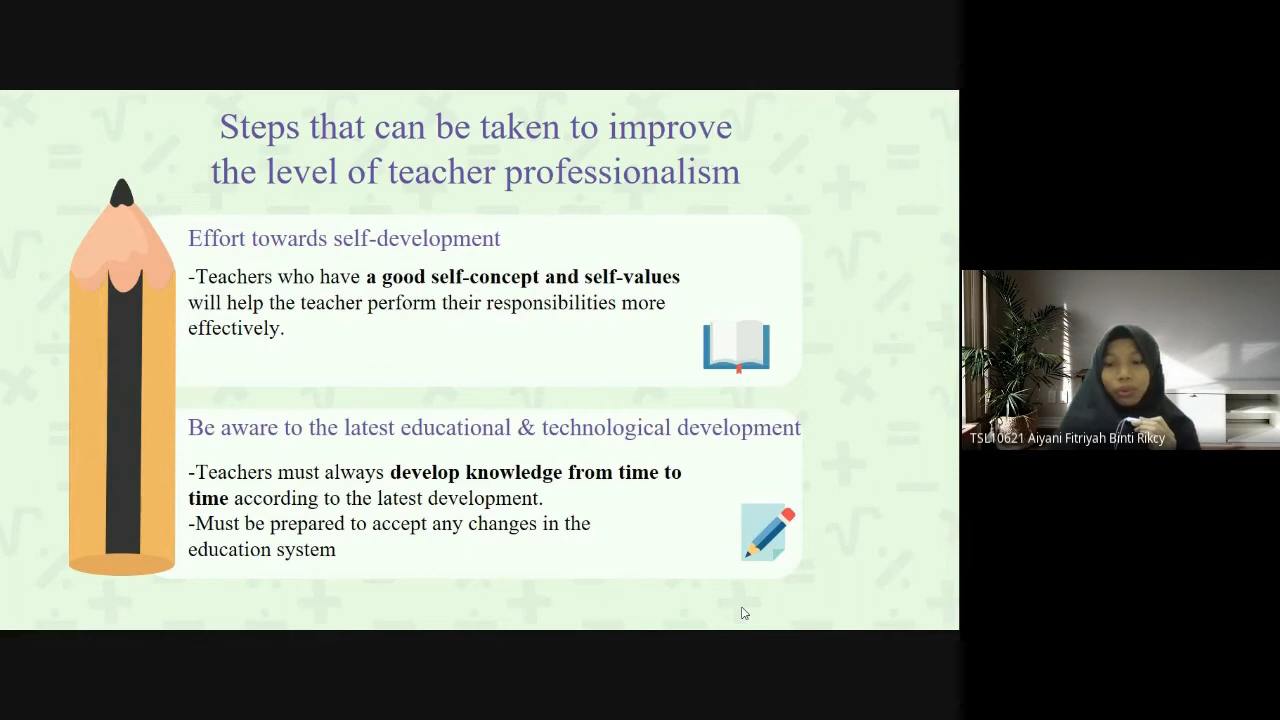 Steps that can be taken to improve
the level of teacher professionalism
Effort towards self-development
-Teachers who have a good self-concept and self-values
will help the teacher perform their responsibilities more
effectively.
Be aware to the latest educational & technological development
-Teachers must always develop knowledge from time to
time according to the latest development.
-Must be prepared to accept any changes in the
education system
TSL10621 Aiyani Fitriyah Binti Rikcy